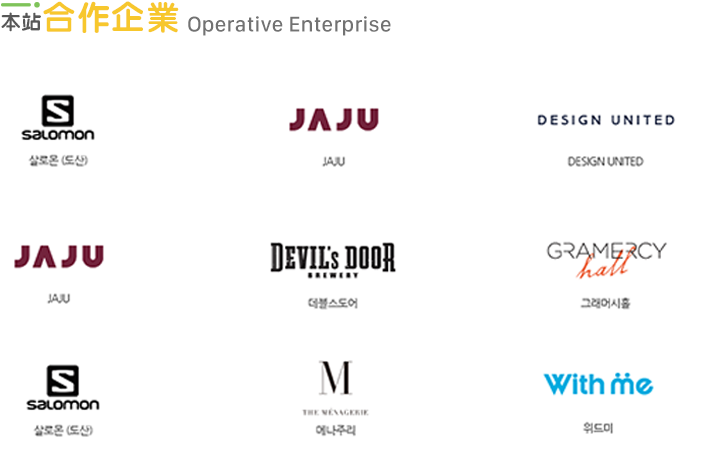 本站合作企業 Operative Enterprise
salomon
살로몬 (도산)
JAJU
JAJU
DESIGN UNITED
DESIGN UNITED
JAJU
JAJU
DEVIL's DOOR
BREWERY
데블스도어
GRAMERCY
hall
그래머시홀
salomon
살로몬 (도산)
M
THE MÉNAGERIE
메나주리
With me
위드미